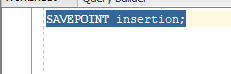 Query Builder
SAVEPOINT insertion;